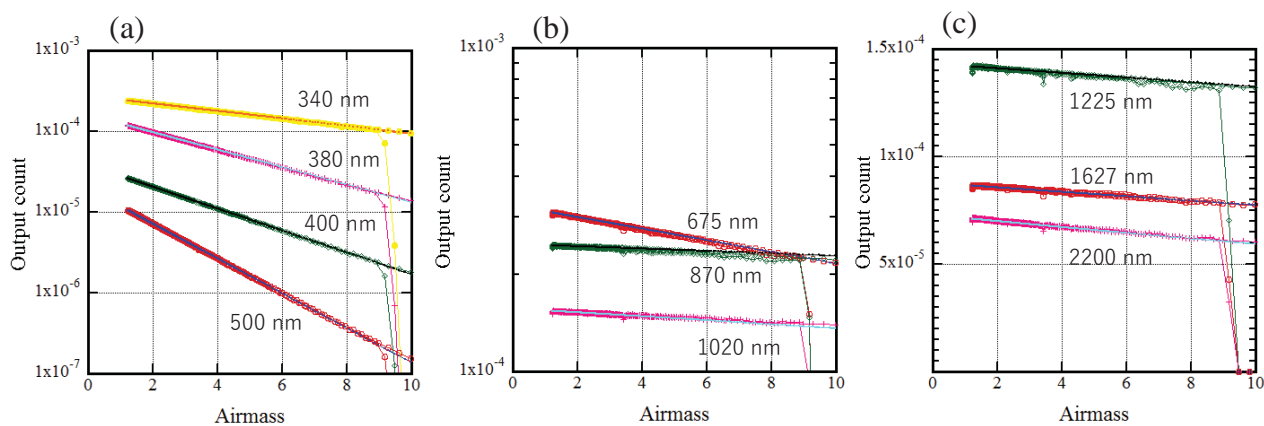 (a)
1x10-3
1x10-4
1x10-5
1x10-6
1x10-7
340 nm
380 nm
400 nm
500 nm
0 2 4 6 8 10
Output count
Airmass
(b)
1x10-3
1x10-4
675 nm
870 nm
1020 nm
0 2 4 6 8 10
Output count
Airmass
(c)
1.5x10-4
1x10-4
5x10-5
1225 nm
1627 nm
2200 nm
0 2 4 6 8 10
Output count
Airmass